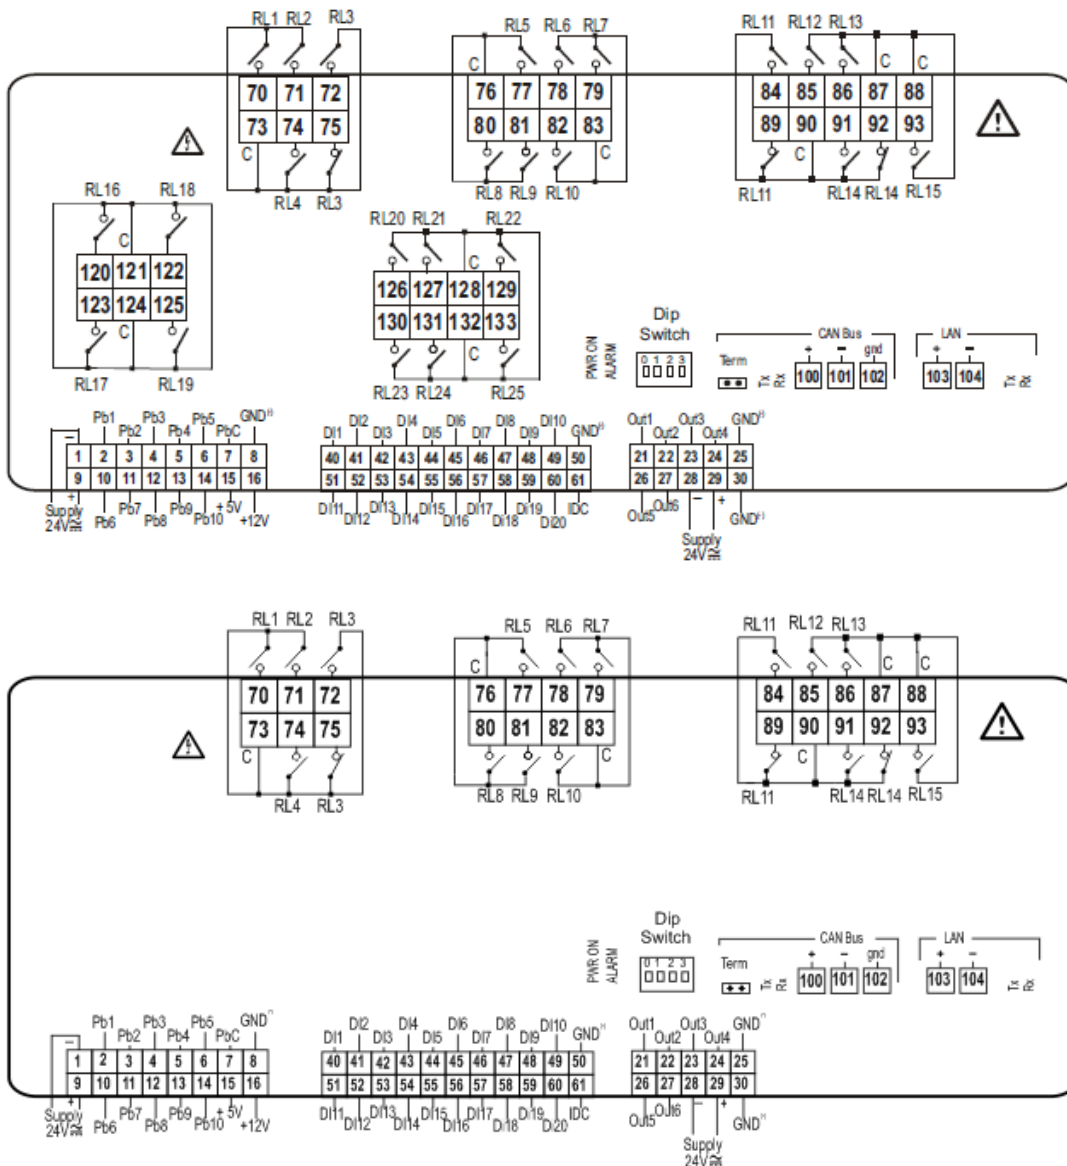 RL1 RL2 RL3
RL5 RL6 RL7
RL11 RL12 RL13
C C C
70 71 72
76 77 78 79
84 85 86 87 88
73 74 75
80 81 82 83
89 90 91 92 93
C C C
RL4 RL3
RL8 RL9 RL10
RL11 RL14 RL14 RL15
RL16 RL18
RL20 RL21 RL22
C C
120 121 122
126 127 128 129
123 124 125
130 131 132 133
C C
RL17 RL19
RL23 RL24 RL25
PWR ON
ALARM
Dip
Switch
0 1 2 3
Term
Tx
Rx
CAN Bus
+ − gnd
100 101 102
LAN
+ −
103 104
Tx
Rx
Pb1 Pb2 Pb3 Pb4 Pb5 PbC GND(-)
− 1 2 3 4 5 6 7 8
+ 9 10 11 12 13 14 15 16
Supply
24V
Pb6 Pb7 Pb8 Pb9 Pb10 + 5V +12V
DI1 DI2 DI3 DI4 DI5 DI6 DI7 DI8 DI9 DI10 GND(-)
40 41 42 43 44 45 46 47 48 49 50
51 52 53 54 55 56 57 58 59 60 61
DI11 DI12 DI13 DI14 DI15 DI16 DI17 DI18 DI19 DI20 IDC
Out1 Out2 Out3 Out4 GND(-)
21 22 23 24 25
26 27 28 29 30
Out5 Out6 − + GND(-)
Supply
24V
RL1 RL2 RL3
RL5 RL6 RL7
RL11 RL12 RL13
C C C
70 71 72
76 77 78 79
84 85 86 87 88
73 74 75
80 81 82 83
89 90 91 92 93
C C C
RL4 RL3
RL8 RL9 RL10
RL11 RL14 RL14 RL15
PWR ON
ALARM
Dip
Switch
0 1 2 3
Term
Tx
Rx
CAN Bus
+ − gnd
100 101 102
LAN
+ −
103 104
Tx
Rx
Pb1 Pb2 Pb3 Pb4 Pb5 PbC GND
− 1 2 3 4 5 6 7 8
+ 9 10 11 12 13 14 15 16
Supply
24V
Pb6 Pb7 Pb8 Pb9 Pb10 + 5V +12V
DI1 DI2 DI3 DI4 DI5 DI6 DI7 DI8 DI9 DI10 GND
40 41 42 43 44 45 46 47 48 49 50
51 52 53 54 55 56 57 58 59 60 61
DI11 DI12 DI13 DI14 DI15 DI16 DI17 DI18 DI19 DI20 IDC
Out1 Out2 Out3 Out4 GND
21 22 23 24 25
26 27 28 29 30
Out5 Out6 − + GND
Supply
24V